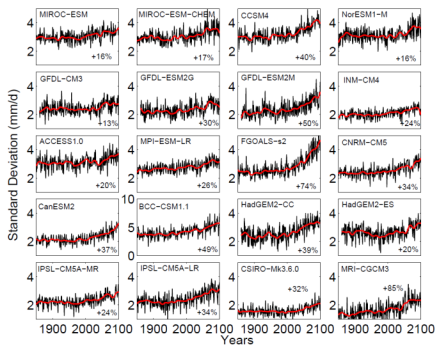 MIROC−ESM MIROC−ESM−CHEM CCSM4 NorESM1−M
4
2
+16% +17% +40% +16%
GFDL−CM3 GFDL−ESM2G GFDL−ESM2M INM−CM4
4
2
+13% +30% +50% +24%
ACCESS1.0 MPI−ESM−LR FGOALS−s2 CNRM−CM5
4
2
+20% +26% +74% +34%
CanESM2 BCC−CSM1.1 HadGEM2−CC HadGEM2−ES
4 10 4 4
2 5 2 2
0
+37% +49% +39% +20%
IPSL−CM5A−MR IPSL−CM5A−LR CSIRO−Mk3.6.0 MRI−CGCM3
+32% +85%
4
2
+24% +34%
1900 2000 2100 1900 2000 2100 1900 2000 2100 1900 2000 2100
Years
Standard Deviation (mm/d)